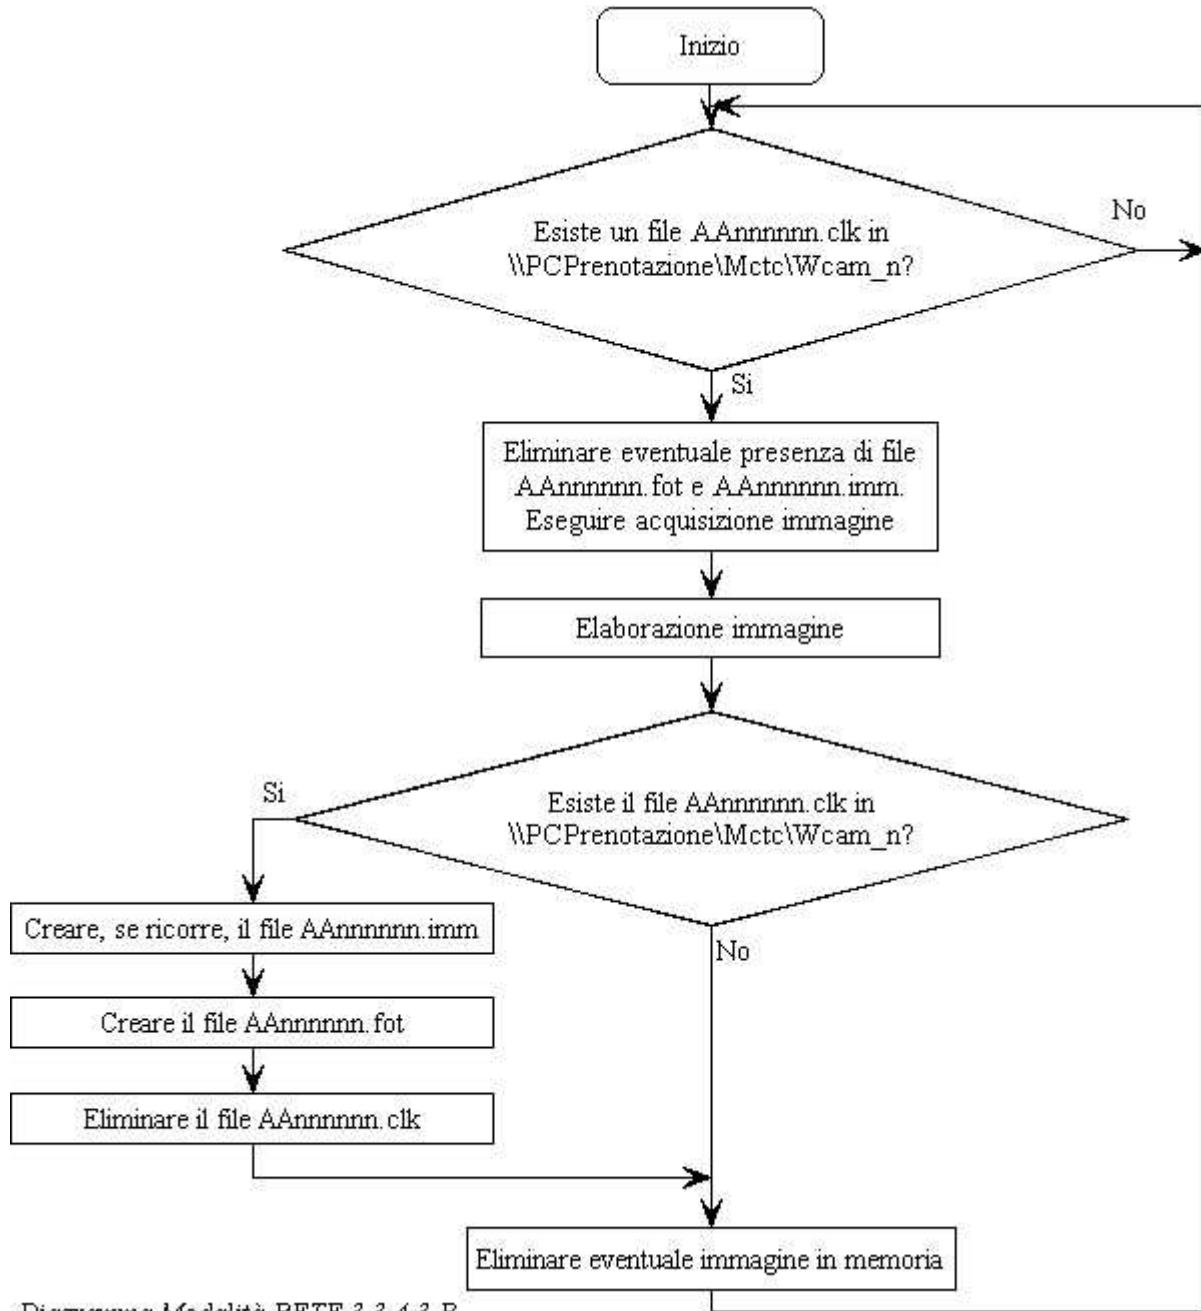 Inizio
Esiste un file AAnnnnnn.clk in
\\PCPrenotazione\Mctc\Wcam_n?
No
Si
Eliminare eventuale presenza di file
AAnnnnnn.fot e AAnnnnnn.imm.
Eseguire acquisizione immagine
Elaborazione immagine
Esiste il file AAnnnnnn.clk in
\\PCPrenotazione\Mctc\Wcam_n?
Si
No
Creare, se ricorre, il file AAnnnnnn.imm
Creare il file AAnnnnnn.fot
Eliminare il file AAnnnnnn.clk
Eliminare eventuale immagine in memoria
Diagramma Modalità RETE